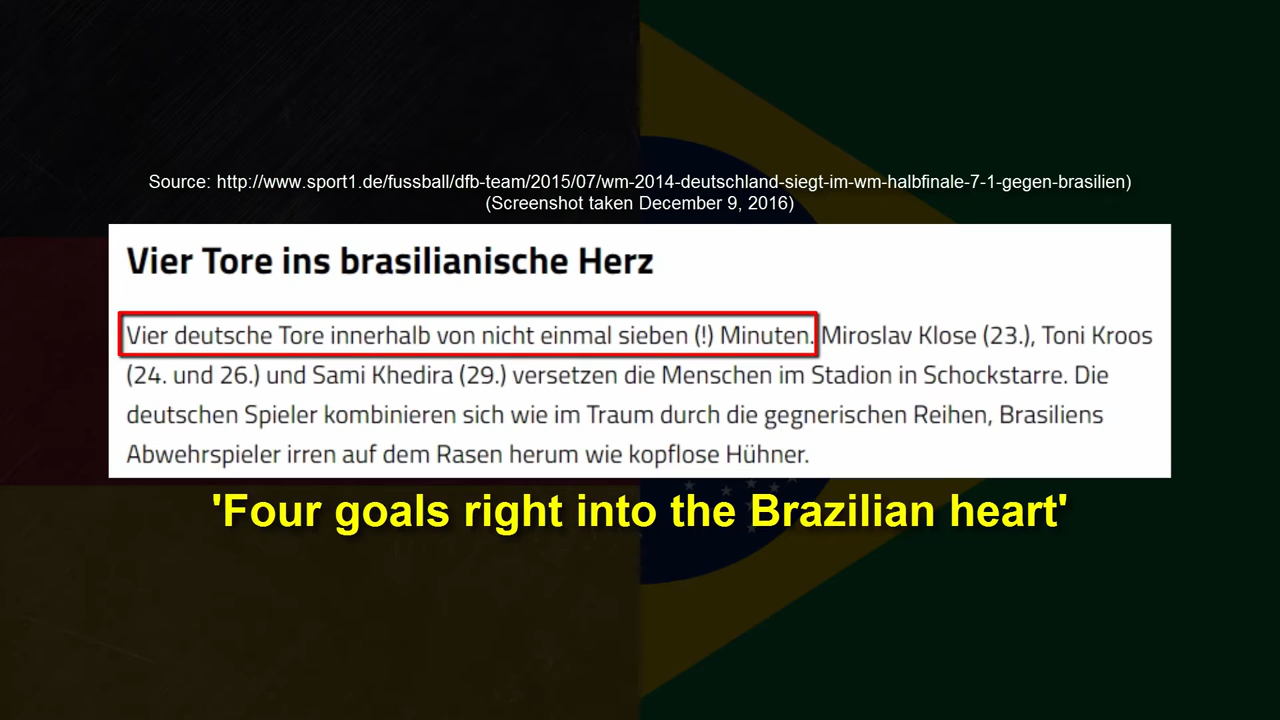 Source: http://www.sport1.de/fussball/dfb-team/2015/07/wm-2014-deutschland-siegt-im-wm-halbfinale-7-1-gegen-brasilien)
(Screenshot taken December 9, 2016)
Vier Tore ins brasilianische Herz
Vier deutsche Tore innerhalb von nicht einmal sieben (!) Minuten. Miroslav Klose (23.), Toni Kroos
(24. und 26.) und Sami Khedira (29.) versetzen die Menschen im Stadion in Schockstarre. Die
deutschen Spieler kombinieren sich wie im Traum durch die gegnerischen Reihen, Brasiliens
Abwehrspieler irren auf dem Rasen herum wie kopflose Hühner.
'Four goals right into the Brazilian heart'